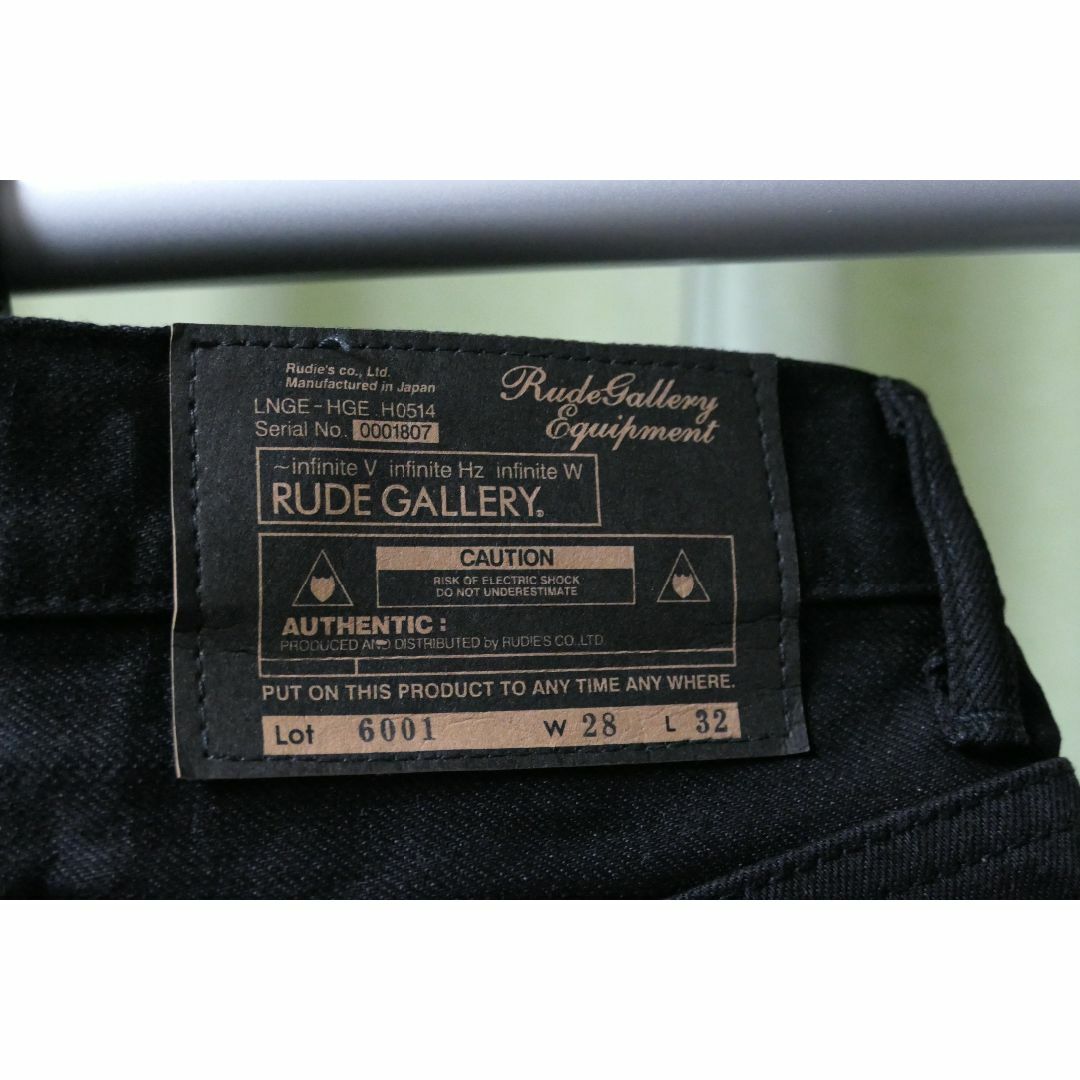 Rudie's co., Ltd.
Manufactured in Japan
LNGE-HGE H0514
Serial No. 0001807
RudeGallery
Equipment
~infinite V infinite Hz infinite W
RUDE GALLERY®
CAUTION
RISK OF ELECTRIC SHOCK
DO NOT UNDERESTIMATE
AUTHENTIC:
PRODUCED AND DISTRIBUTED by RUDIES CO.,LTD.
PUT ON THIS PRODUCT TO ANY TIME ANY WHERE.
Lot 6001 W 28 L 32